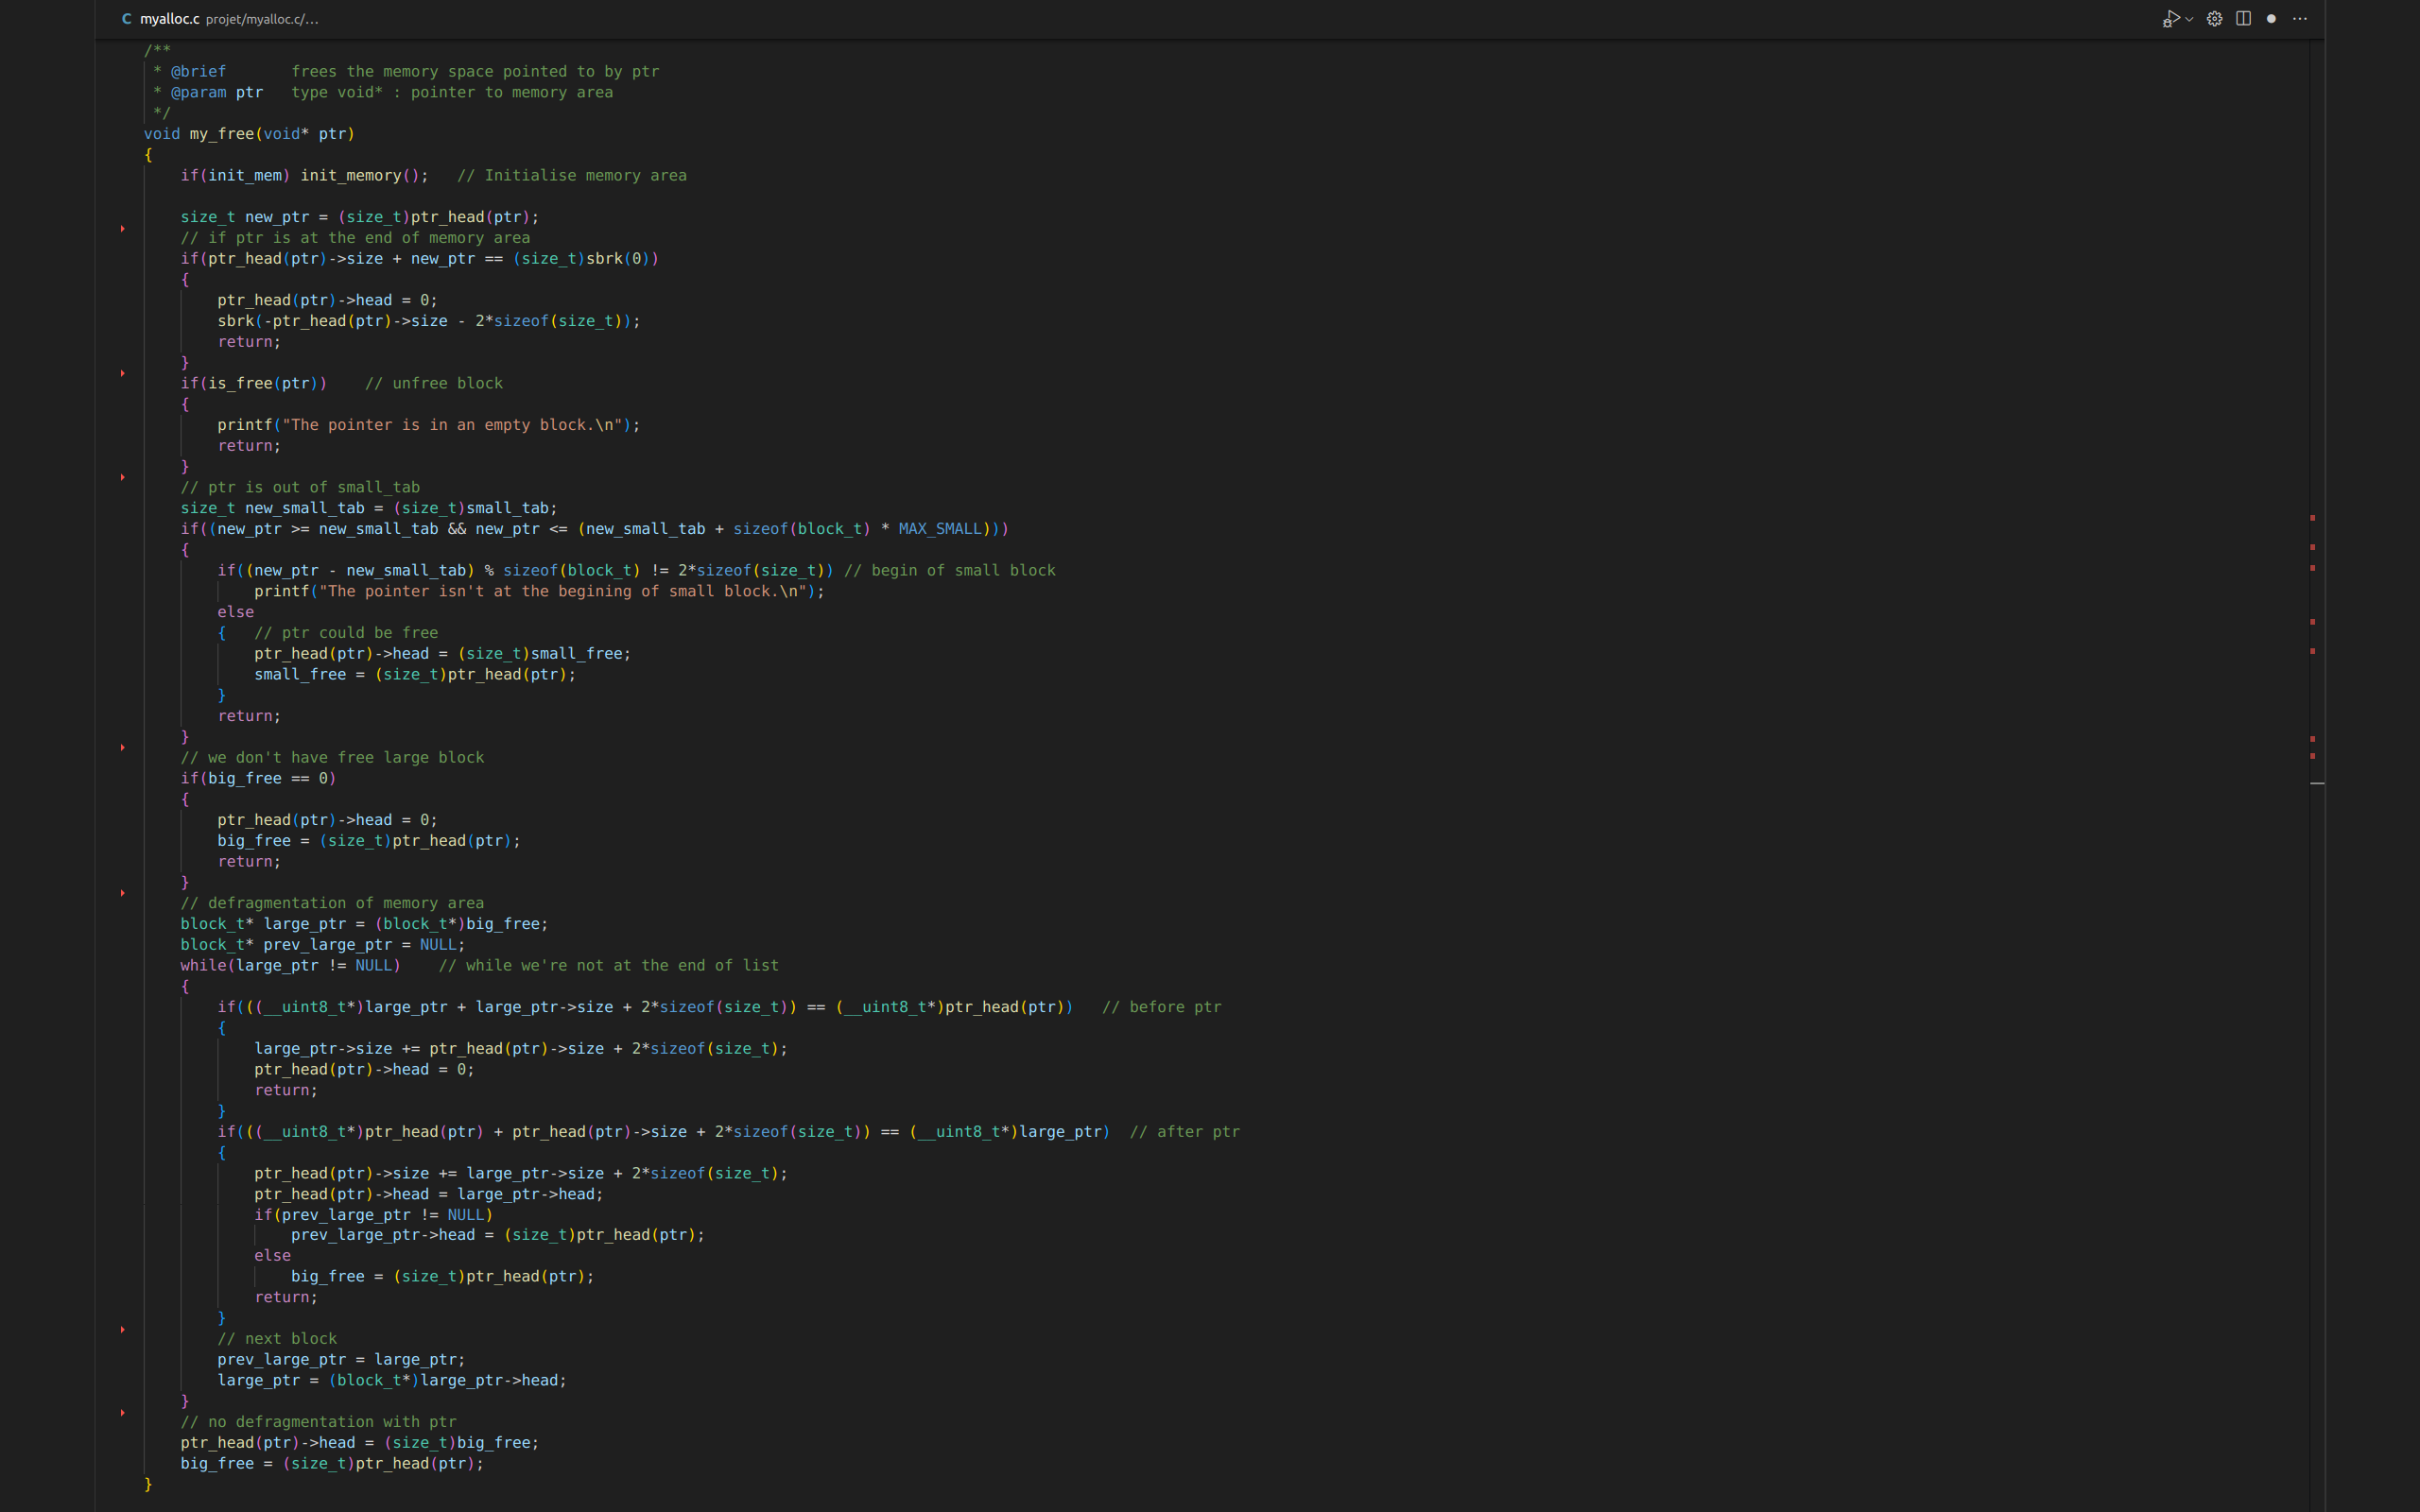 C myalloc.c projet/myalloc.c/...
/**
 * @brief       frees the memory space pointed to by ptr
 * @param ptr   type void* : pointer to memory area
 */
void my_free(void* ptr)
{
    if(init_mem) init_memory();   // Initialise memory area

    size_t new_ptr = (size_t)ptr_head(ptr);
    // if ptr is at the end of memory area
    if(ptr_head(ptr)->size + new_ptr == (size_t)sbrk(0))
    {
        ptr_head(ptr)->head = 0;
        sbrk(-ptr_head(ptr)->size - 2*sizeof(size_t));
        return;
    }
    if(is_free(ptr))    // unfree block
    {
        printf("The pointer is in an empty block.\n");
        return;
    }
    // ptr is out of small_tab
    size_t new_small_tab = (size_t)small_tab;
    if((new_ptr >= new_small_tab && new_ptr <= (new_small_tab + sizeof(block_t) * MAX_SMALL)))
    {
        if((new_ptr - new_small_tab) % sizeof(block_t) != 2*sizeof(size_t)) // begin of small block
            printf("The pointer isn't at the begining of small block.\n");
        else
        {   // ptr could be free
            ptr_head(ptr)->head = (size_t)small_free;
            small_free = (size_t)ptr_head(ptr);
        }
        return;
    }
    // we don't have free large block
    if(big_free == 0)
    {
        ptr_head(ptr)->head = 0;
        big_free = (size_t)ptr_head(ptr);
        return;
    }
    // defragmentation of memory area
    block_t* large_ptr = (block_t*)big_free;
    block_t* prev_large_ptr = NULL;
    while(large_ptr != NULL)    // while we're not at the end of list
    {
        if(((__uint8_t*)large_ptr + large_ptr->size + 2*sizeof(size_t)) == (__uint8_t*)ptr_head(ptr))   // before ptr
        {
            large_ptr->size += ptr_head(ptr)->size + 2*sizeof(size_t);
            ptr_head(ptr)->head = 0;
            return;
        }
        if(((__uint8_t*)ptr_head(ptr) + ptr_head(ptr)->size + 2*sizeof(size_t)) == (__uint8_t*)large_ptr)  // after ptr
        {
            ptr_head(ptr)->size += large_ptr->size + 2*sizeof(size_t);
            ptr_head(ptr)->head = large_ptr->head;
            if(prev_large_ptr != NULL)
                prev_large_ptr->head = (size_t)ptr_head(ptr);
            else
                big_free = (size_t)ptr_head(ptr);
            return;
        }
        // next block
        prev_large_ptr = large_ptr;
        large_ptr = (block_t*)large_ptr->head;
    }
    // no defragmentation with ptr
    ptr_head(ptr)->head = (size_t)big_free;
    big_free = (size_t)ptr_head(ptr);
}